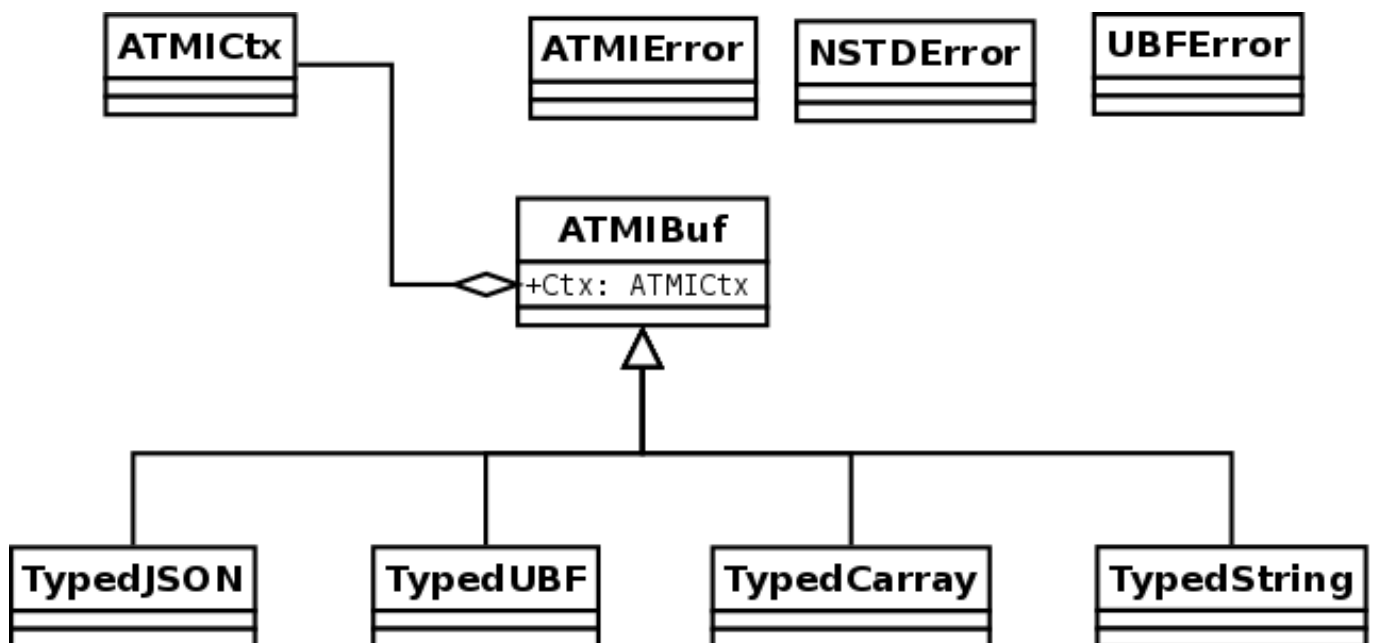 ATMICtx
ATMIError
NSTDError
UBFError
ATMIBuf
+Ctx: ATMICtx
TypedJSON
TypedUBF
TypedCarray
TypedString